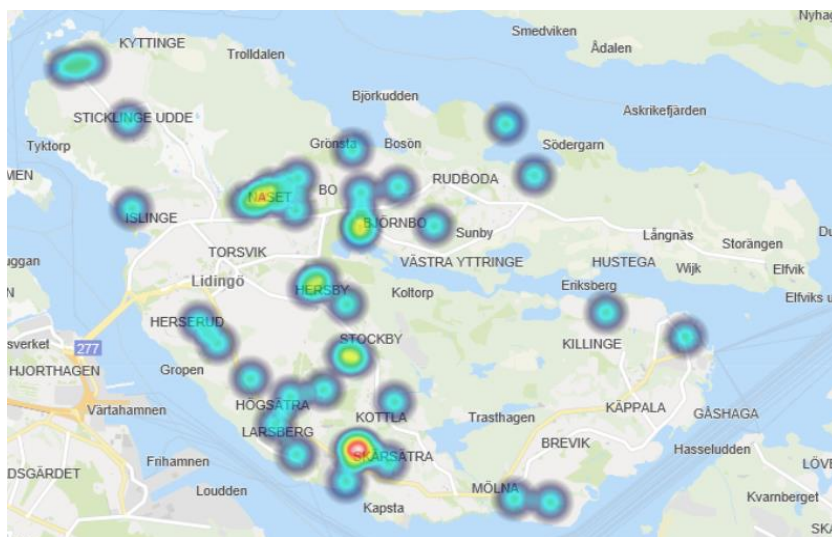 Nyhag
Smedviken
KYTTINGE
Ådalen
Trolldalen
Björkudden
Askrikefjärden
STICKLINGE UDDE
Grönsta
Bosön
Södergarn
Tyktorp
MEN
RUDBODA
NÄSET
BO
ISLINGE
BJÖRNBO
Sunby
Långnäs
Du
TORSVIK
Storängen
uggan
VÄSTRA YTTRINGE
HUSTEGA
Wijk
Elfvik
Lidingö
HERSBY
Koltorp
Eriksberg
Elfviks u
HERSERUD
STOCKBY
sverket
277
KILLINGE
HJORTHAGEN
Gropen
HÖGSÄTRA
KÄPPALA
Värtahamnen
KOTTLA
Trasthagen
GÅSHAGA
LARSBERG
BREVIK
Hasseludden
SKÄRSÄTRA
LÖVE
DSGÄRDET
Frihamnen
Loudden
MÖLNA
Kvarnberget
Kapsta
SKA